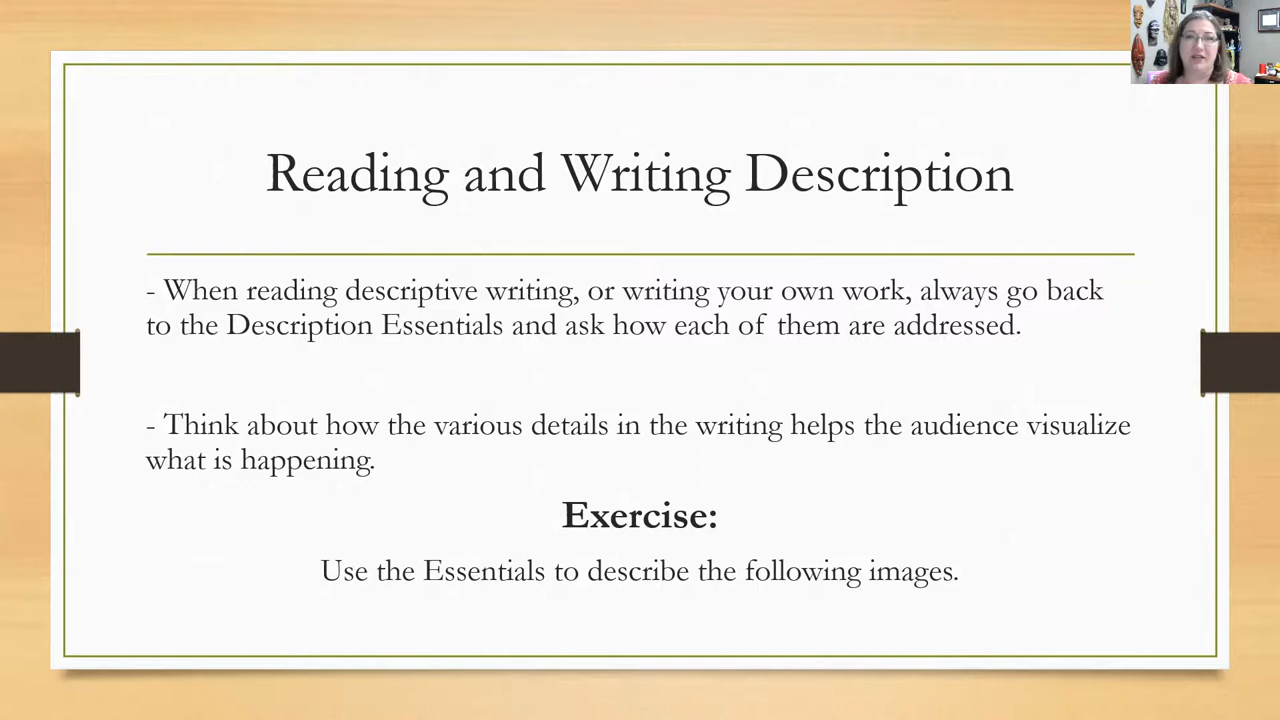 Reading and Writing Description
- When reading descriptive writing, or writing your own work, always go back
to the Description Essentials and ask how each of them are addressed.
- Think about how the various details in the writing helps the audience visualize
what is happening.
Exercise:
Use the Essentials to describe the following images.